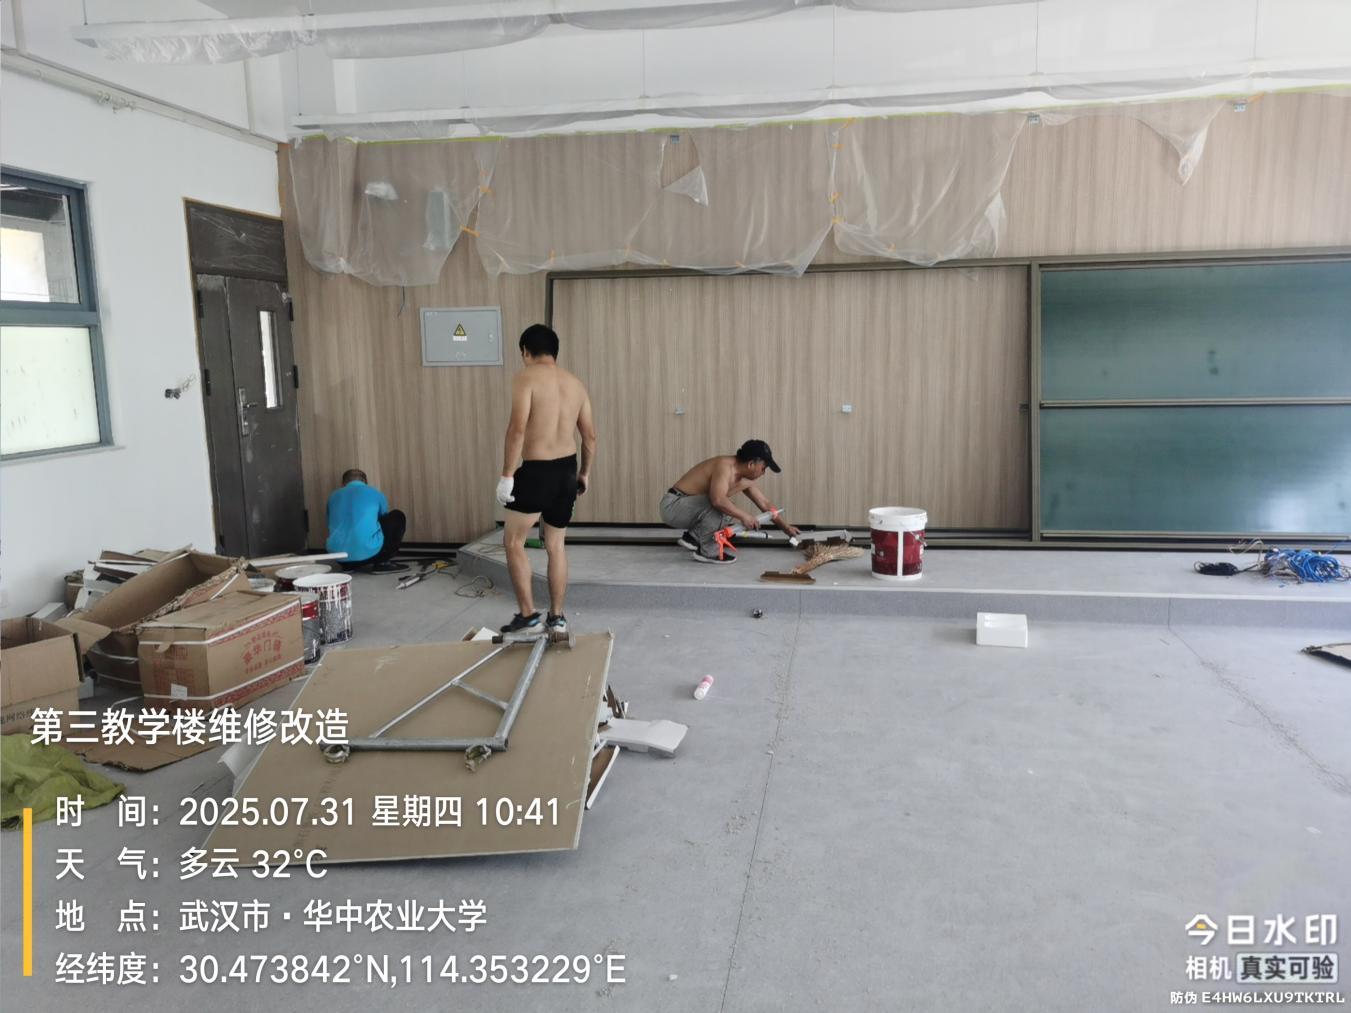 第三教学楼维修改造
时 间：2025.07.31 星期四 10:41
天 气：多云 32°C
地 点：武汉市·华中农业大学
经纬度：30.473842°N,114.353229°E
今日水印
相机 真实可验
防伪 E4HW6LXU9TKTRL